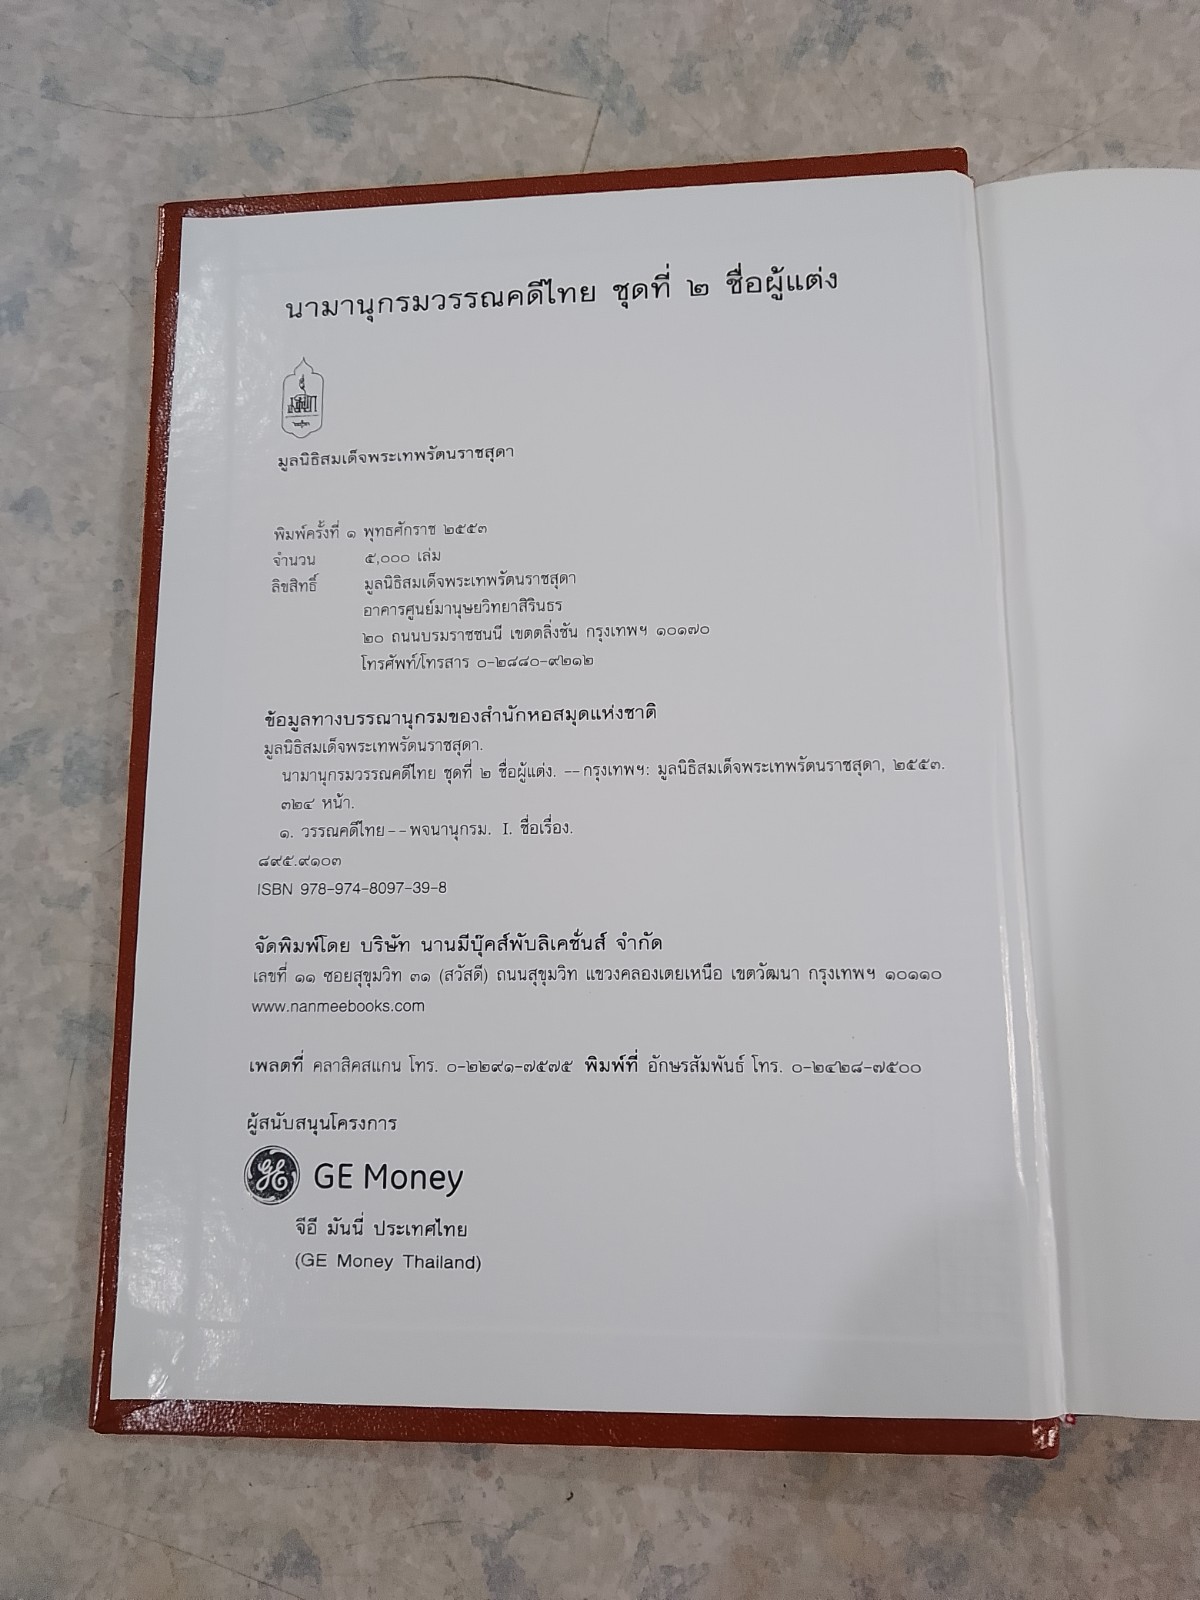 นามานุกรมวรรณคดีไทย ชุดที่ ๒ ชื่อผู้แต่ง
มูลนิธิสมเด็จพระเทพรัตนราชสุดา
พิมพ์ครั้งที่ ๑ พุทธศักราช ๒๕๕๓
จำนวน ๕,๐๐๐ เล่ม
ลิขสิทธิ์ มูลนิธิสมเด็จพระเทพรัตนราชสุดา
อาคารศูนย์มานุษยวิทยาสิรินธร
๒๐ ถนนบรมราชชนนี เขตตลิ่งชัน กรุงเทพฯ ๑๐๑๗๐
โทรศัพท์/โทรสาร ๐-๒๘๘๐-๙๒๑๒
ข้อมูลทางบรรณานุกรมของสำนักหอสมุดแห่งชาติ
มูลนิธิสมเด็จพระเทพรัตนราชสุดา.
นามานุกรมวรรณคดีไทย ชุดที่ ๒ ชื่อผู้แต่ง. --กรุงเทพฯ: มูลนิธิสมเด็จพระเทพรัตนราชสุดา, ๒๕๕๓.
๓๒๔ หน้า.
๑. วรรณคดีไทย--พจนานุกรม. I. ชื่อเรื่อง.
๘๙๕.๙๑๐๓
ISBN 978-974-8097-39-8
จัดพิมพ์โดย บริษัท นานมีบุ๊คส์พับลิเคชั่นส์ จำกัด
เลขที่ ๑๑ ซอยสุขุมวิท ๓๑ (สวัสดี) ถนนสุขุมวิท แขวงคลองเตยเหนือ เขตวัฒนา กรุงเทพฯ ๑๐๑๑๐
www.nanmeebooks.com
เพลตที่ คลาสิคสแกน โทร. ๐-๒๒๙๑-๗๕๗๕ พิมพ์ที่ อักษรสัมพันธ์ โทร. ๐-๒๔๒๘-๗๕๐๐
ผู้สนับสนุนโครงการ
GE GE Money
จีอี มันนี่ ประเทศไทย
(GE Money Thailand)